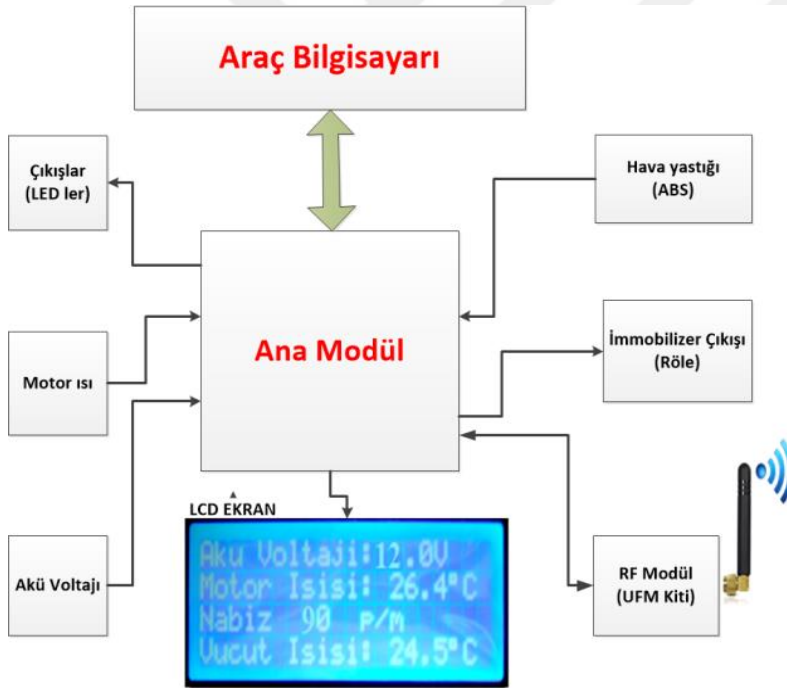 Araç Bilgisayarı
Çıkışlar
(LED ler)
Hava yastığı
(ABS)
Ana Modül
İmmobilizer Çıkışı
(Röle)
Motor ısı
LCD EKRAN
Aku Voltaji:12.0V
Motor Isisi: 26.4°C
Nabiz 90 p/m
Vucut Isisi: 24.5°C
Akü Voltajı
RF Modül
(UFM Kiti)